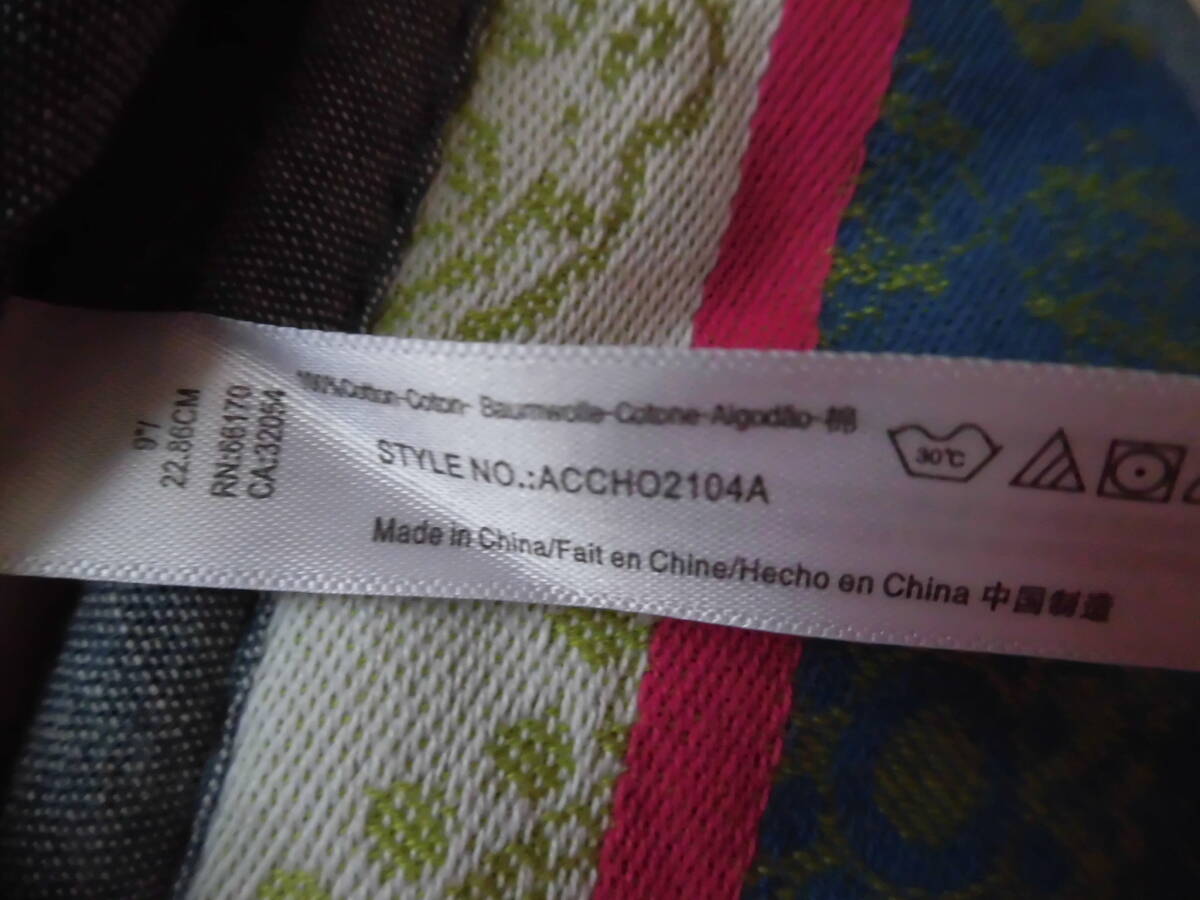 9"/
22.86CM
RN:66170
CA:32054
100%Cotton-Coton- Baumwolle-Cotone-Algodão-棉
STYLE NO.:ACCHO2104A
Made in China/Fait en Chine/Hecho en China 中国制造
30℃